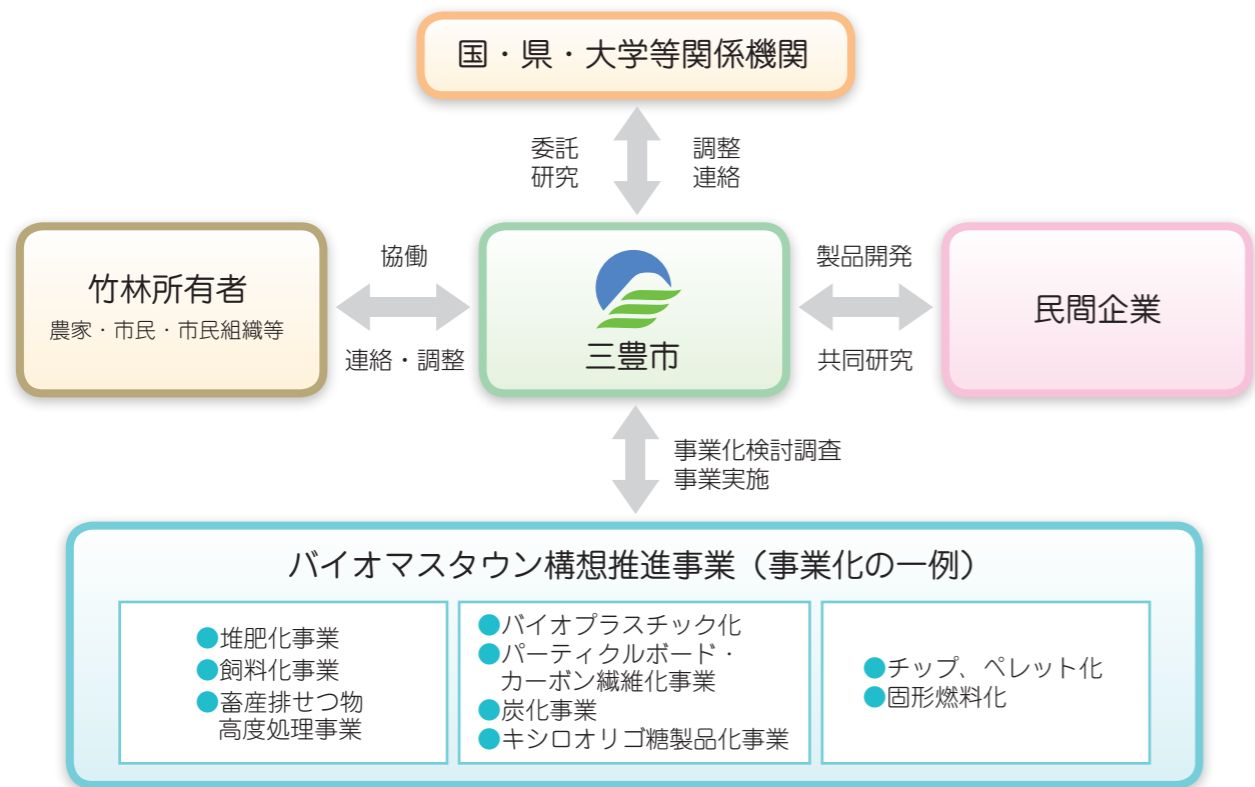 国・県・大学等関係機関
委託
研究
調整
連絡
竹林所有者
農家・市民・市民組織等
協働
連絡・調整
三豊市
製品開発
共同研究
民間企業
事業化検討調査
事業実施
バイオマスタウン構想推進事業（事業化の一例）
●堆肥化事業
●飼料化事業
●畜産排せつ物
高度処理事業
●バイオプラスチック化
●パーティクルボード・
カーボン繊維化事業
●炭化事業
●キシロオリゴ糖製品化事業
●チップ、ペレット化
●固形燃料化